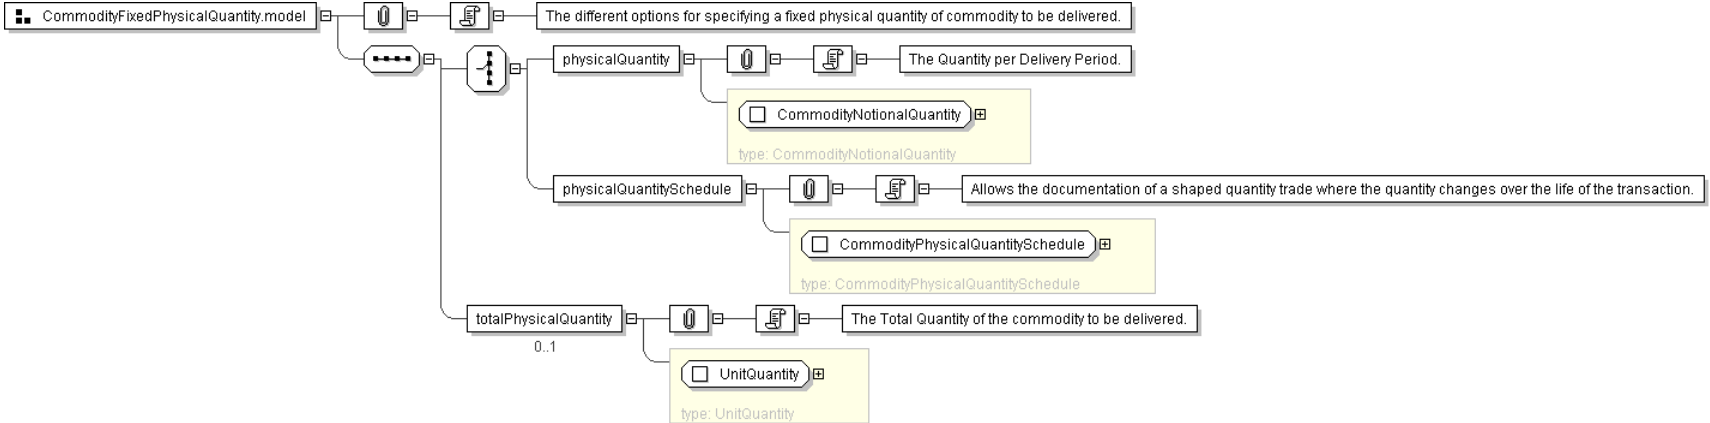 CommodityFixedPhysicalQuantity.model
The different options for specifying a fixed physical quantity of commodity to be delivered.
physicalQuantity
The Quantity per Delivery Period.
CommodityNotionalQuantity
type: CommodityNotionalQuantity
physicalQuantitySchedule
Allows the documentation of a shaped quantity trade where the quantity changes over the life of the transaction.
CommodityPhysicalQuantitySchedule
type: CommodityPhysicalQuantitySchedule
totalPhysicalQuantity
The Total Quantity of the commodity to be delivered.
0..1
UnitQuantity
type: UnitQuantity